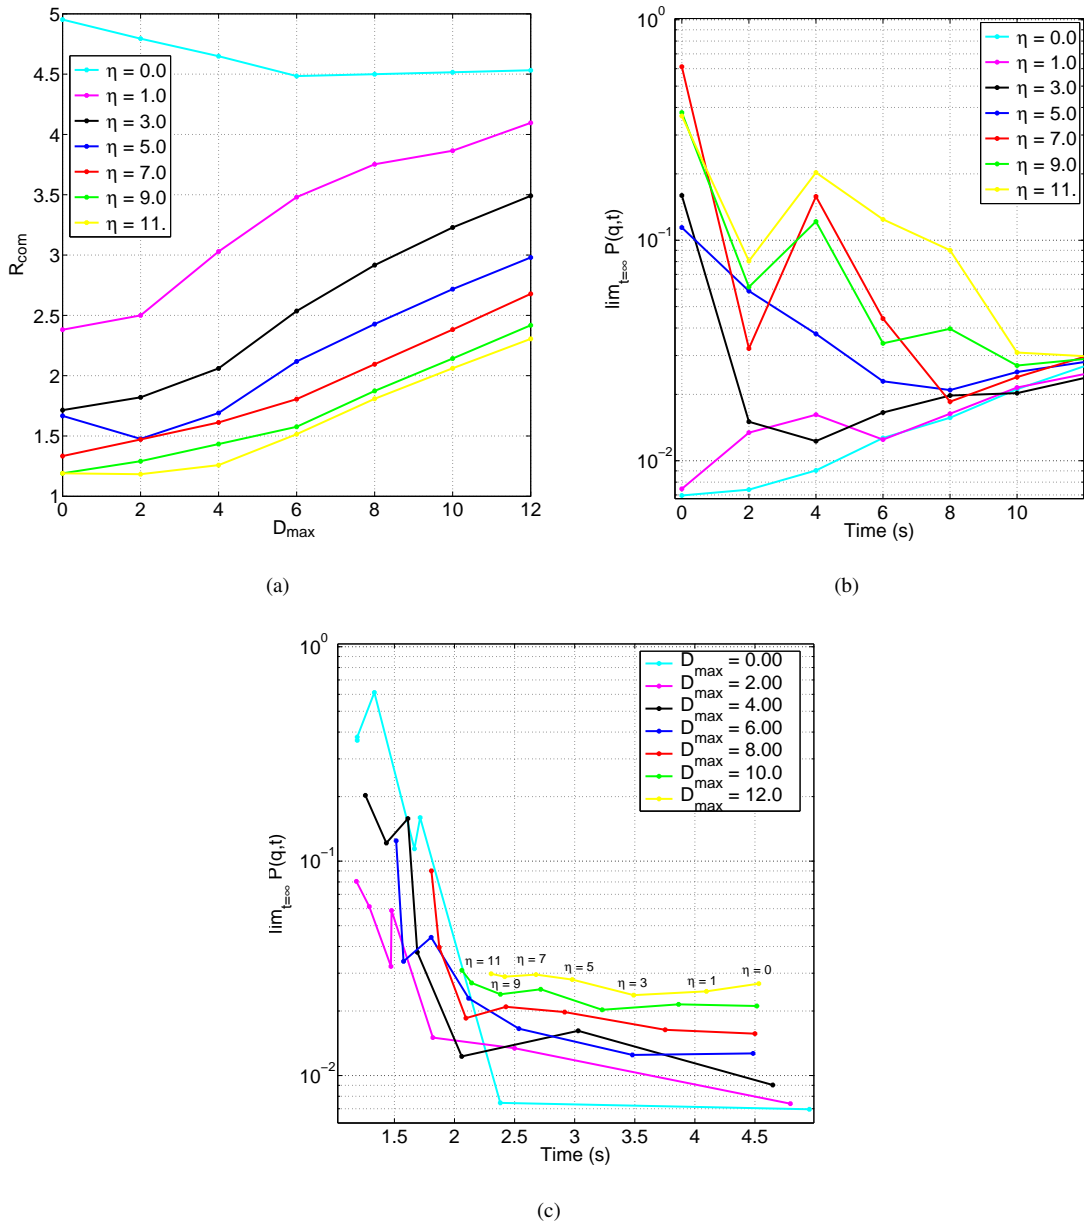 5
4.5
4
3.5
3
2.5
2
1.5
1
0 2 4 6 8 10 12
R_com
D_max
η = 0.0
η = 1.0
η = 3.0
η = 5.0
η = 7.0
η = 9.0
η = 11.
(a)
10^0
10^-1
10^-2
0 2 4 6 8 10
lim_t=∞ P(q,t)
Time (s)
η = 0.0
η = 1.0
η = 3.0
η = 5.0
η = 7.0
η = 9.0
η = 11.
(b)
10^0
10^-1
10^-2
1.5 2 2.5 3 3.5 4 4.5
lim_t=∞ P(q,t)
Time (s)
D_max = 0.00
D_max = 2.00
D_max = 4.00
D_max = 6.00
D_max = 8.00
D_max = 10.0
D_max = 12.0
η = 11
η = 9
η = 7
η = 5
η = 3
η = 1
η = 0
(c)